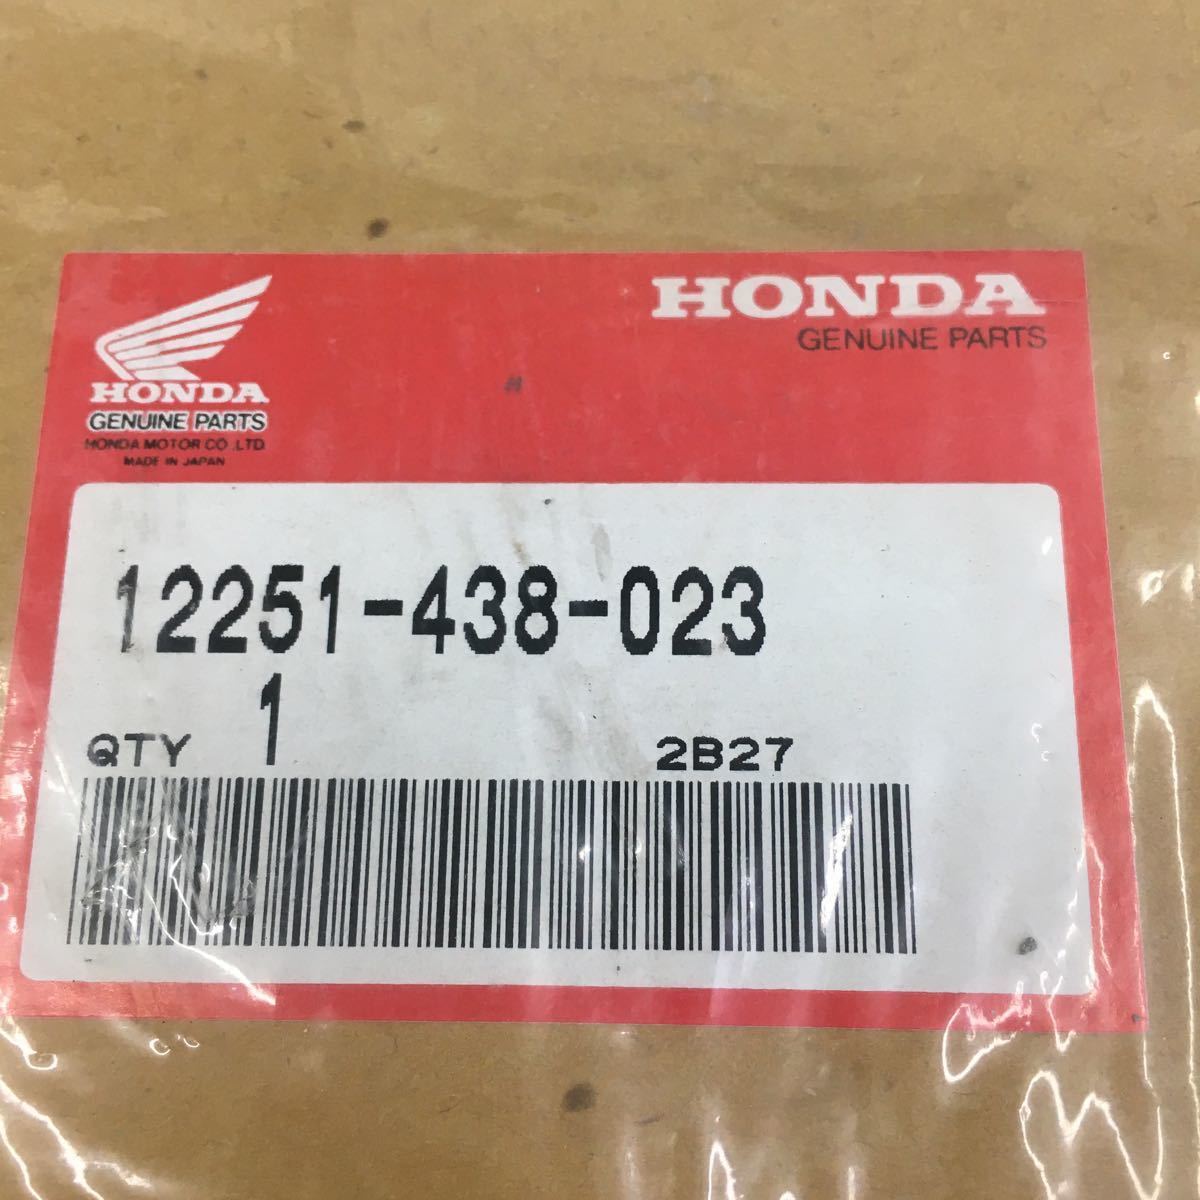 HONDA
GENUINE PARTS
HONDA
GENUINE PARTS
HONDA MOTOR CO.,LTD.
MADE IN JAPAN
12251-438-023
QTY 1 2B27